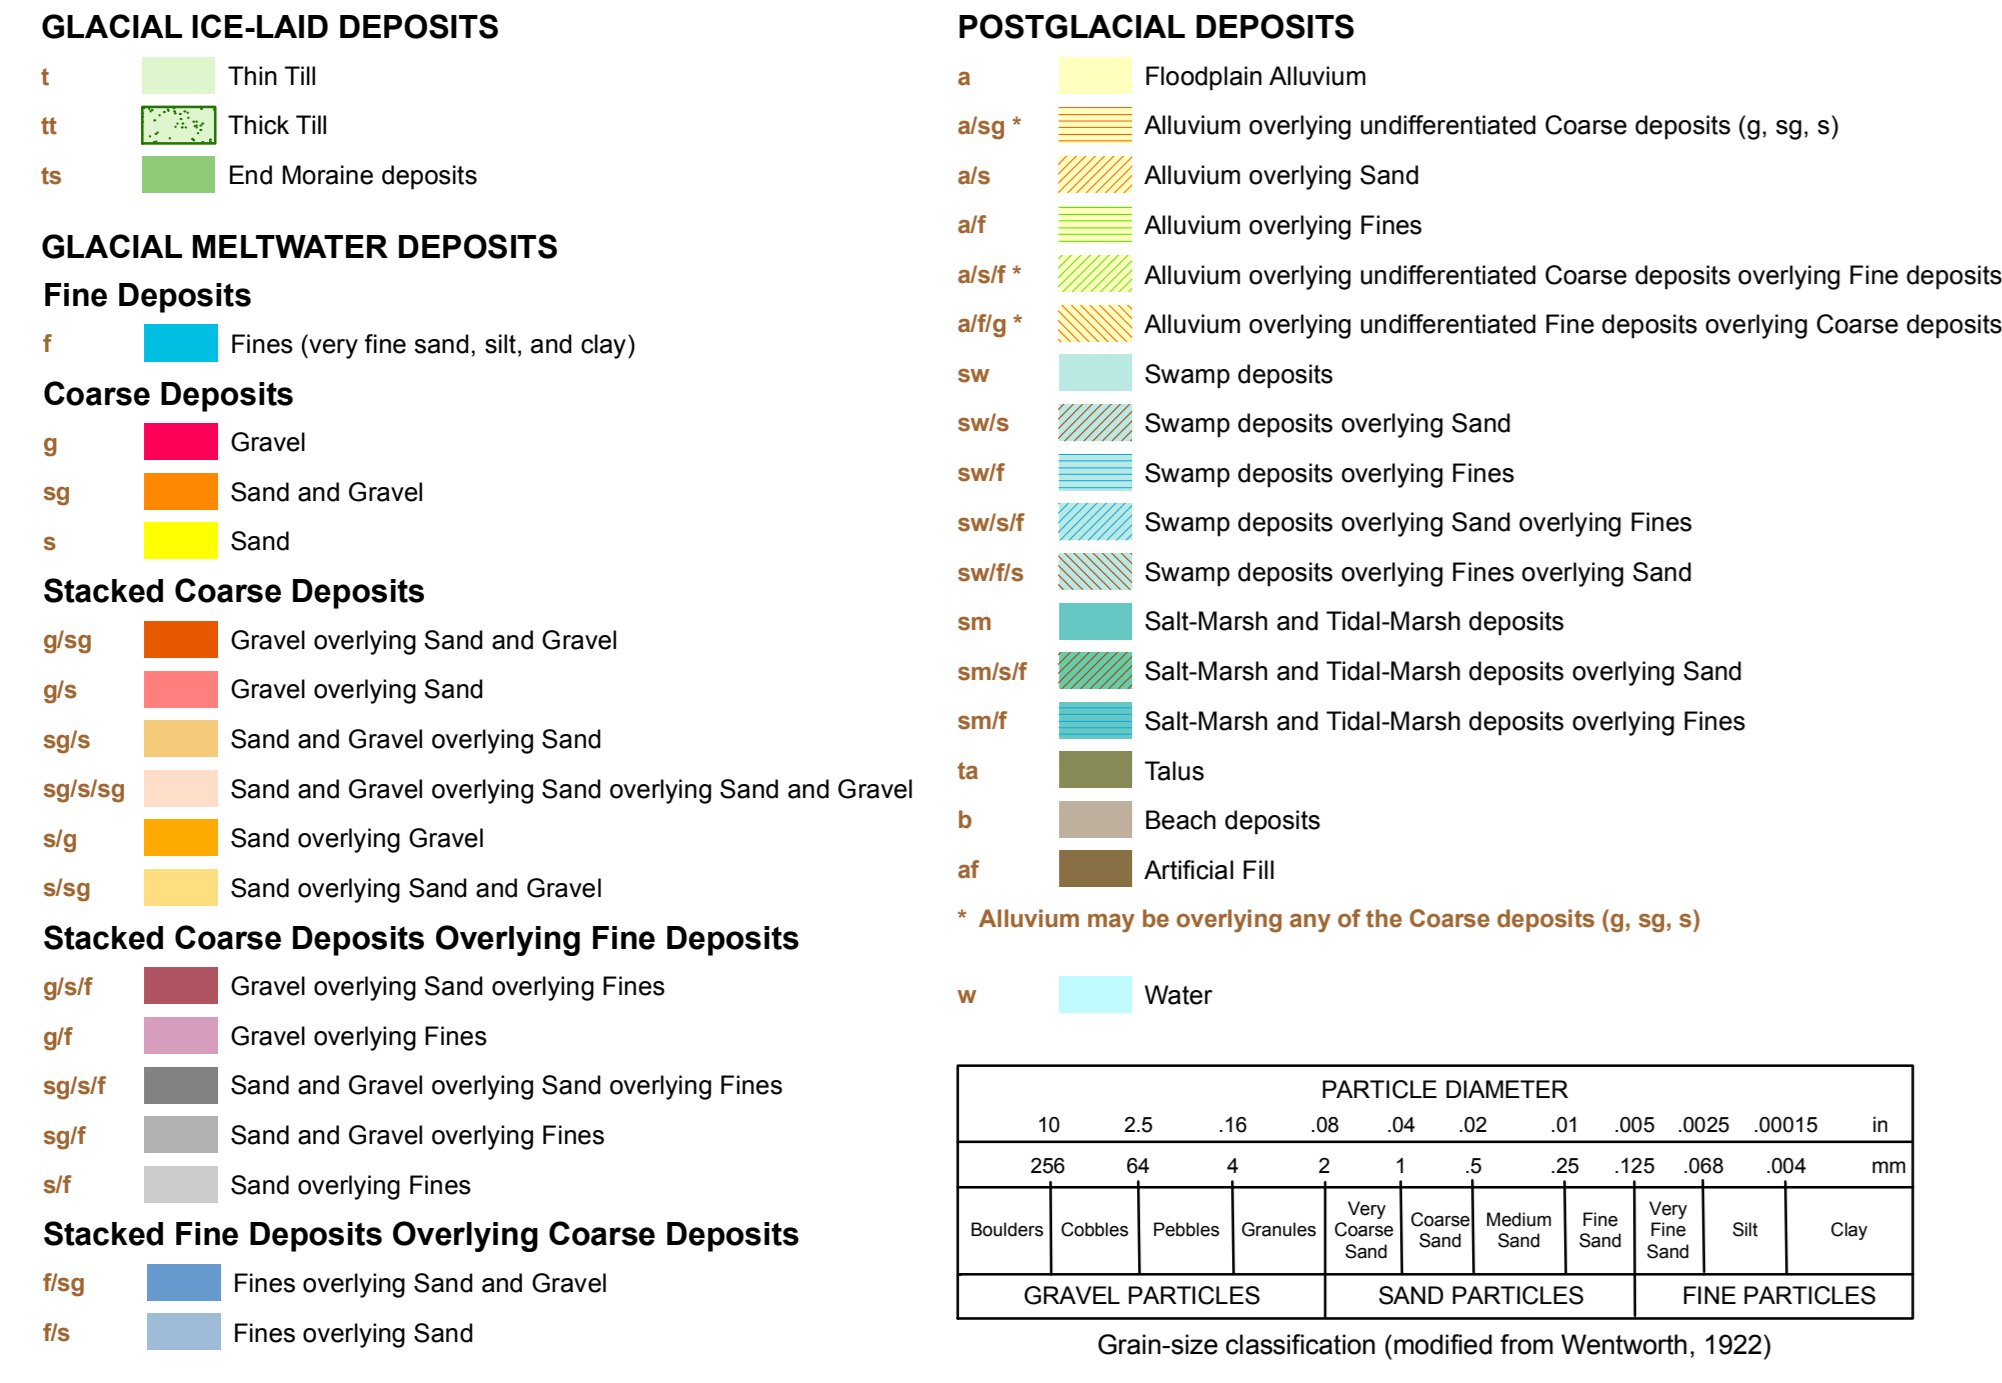 GLACIAL ICE-LAID DEPOSITS
t Thin Till
tt Thick Till
ts End Moraine deposits
GLACIAL MELTWATER DEPOSITS
Fine Deposits
f Fines (very fine sand, silt, and clay)
Coarse Deposits
g Gravel
sg Sand and Gravel
s Sand
Stacked Coarse Deposits
g/sg Gravel overlying Sand and Gravel
g/s Gravel overlying Sand
sg/s Sand and Gravel overlying Sand
sg/s/sg Sand and Gravel overlying Sand overlying Sand and Gravel
s/g Sand overlying Gravel
s/sg Sand overlying Sand and Gravel
Stacked Coarse Deposits Overlying Fine Deposits
g/s/f Gravel overlying Sand overlying Fines
g/f Gravel overlying Fines
sg/s/f Sand and Gravel overlying Sand overlying Fines
sg/f Sand and Gravel overlying Fines
s/f Sand overlying Fines
Stacked Fine Deposits Overlying Coarse Deposits
f/sg Fines overlying Sand and Gravel
f/s Fines overlying Sand
POSTGLACIAL DEPOSITS
a Floodplain Alluvium
a/sg * Alluvium overlying undifferentiated Coarse deposits (g, sg, s)
a/s Alluvium overlying Sand
a/f Alluvium overlying Fines
a/s/f * Alluvium overlying undifferentiated Coarse deposits overlying Fine deposits
a/f/g * Alluvium overlying undifferentiated Fine deposits overlying Coarse deposits
sw Swamp deposits
sw/s Swamp deposits overlying Sand
sw/f Swamp deposits overlying Fines
sw/s/f Swamp deposits overlying Sand overlying Fines
sw/f/s Swamp deposits overlying Fines overlying Sand
sm Salt-Marsh and Tidal-Marsh deposits
sm/s/f Salt-Marsh and Tidal-Marsh deposits overlying Sand
sm/f Salt-Marsh and Tidal-Marsh deposits overlying Fines
ta Talus
b Beach deposits
af Artificial Fill
* Alluvium may be overlying any of the Coarse deposits (g, sg, s)
w Water
PARTICLE DIAMETER
10 2.5 .16 .08 .04 .02 .01 .005 .0025 .00015 in
256 64 4 2 1 .5 .25 .125 .068 .004 mm
Boulders Cobbles Pebbles Granules Very Coarse Sand Coarse Sand Medium Sand Fine Sand Very Fine Sand Silt Clay
GRAVEL PARTICLES SAND PARTICLES FINE PARTICLES
Grain-size classification (modified from Wentworth, 1922)